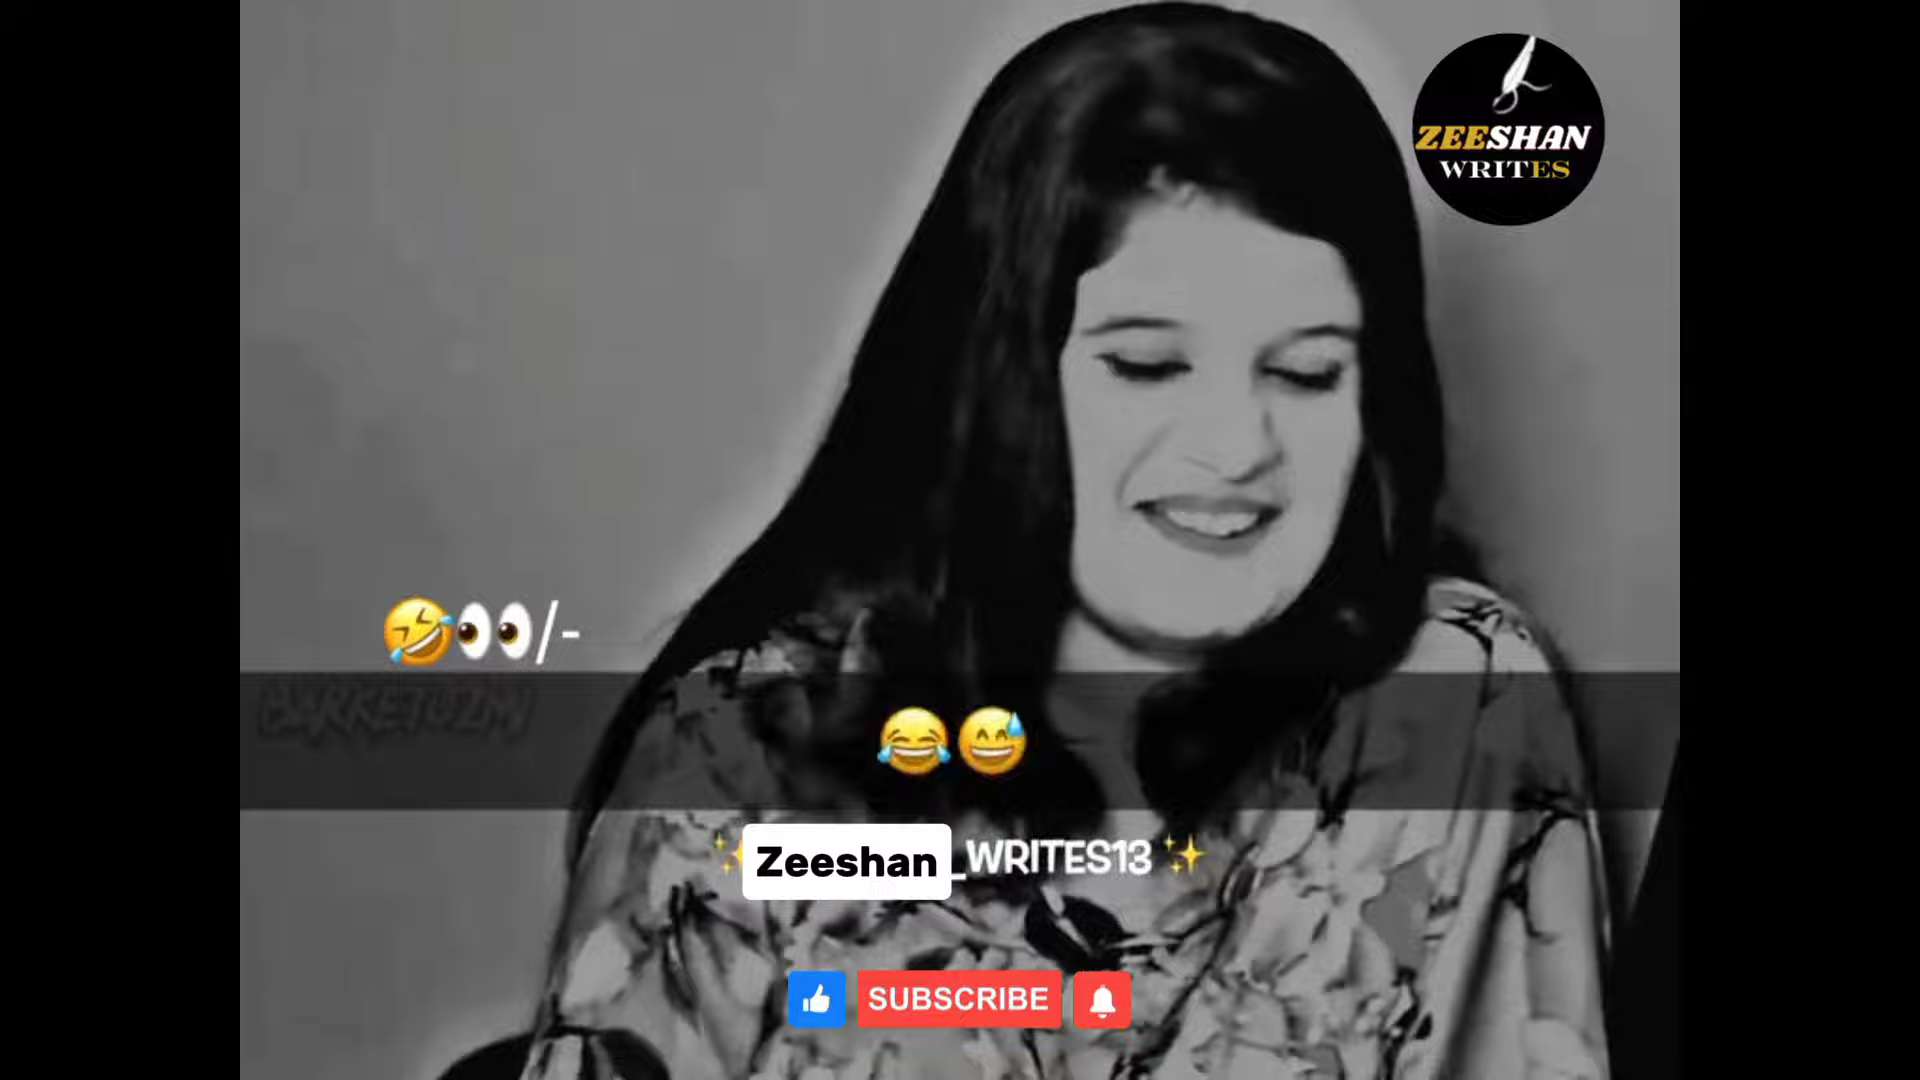 ZEESHAN
WRITES
🤣👀/-
😂😅
✨Zeeshan_WRITES13 ✨
SUBSCRIBE